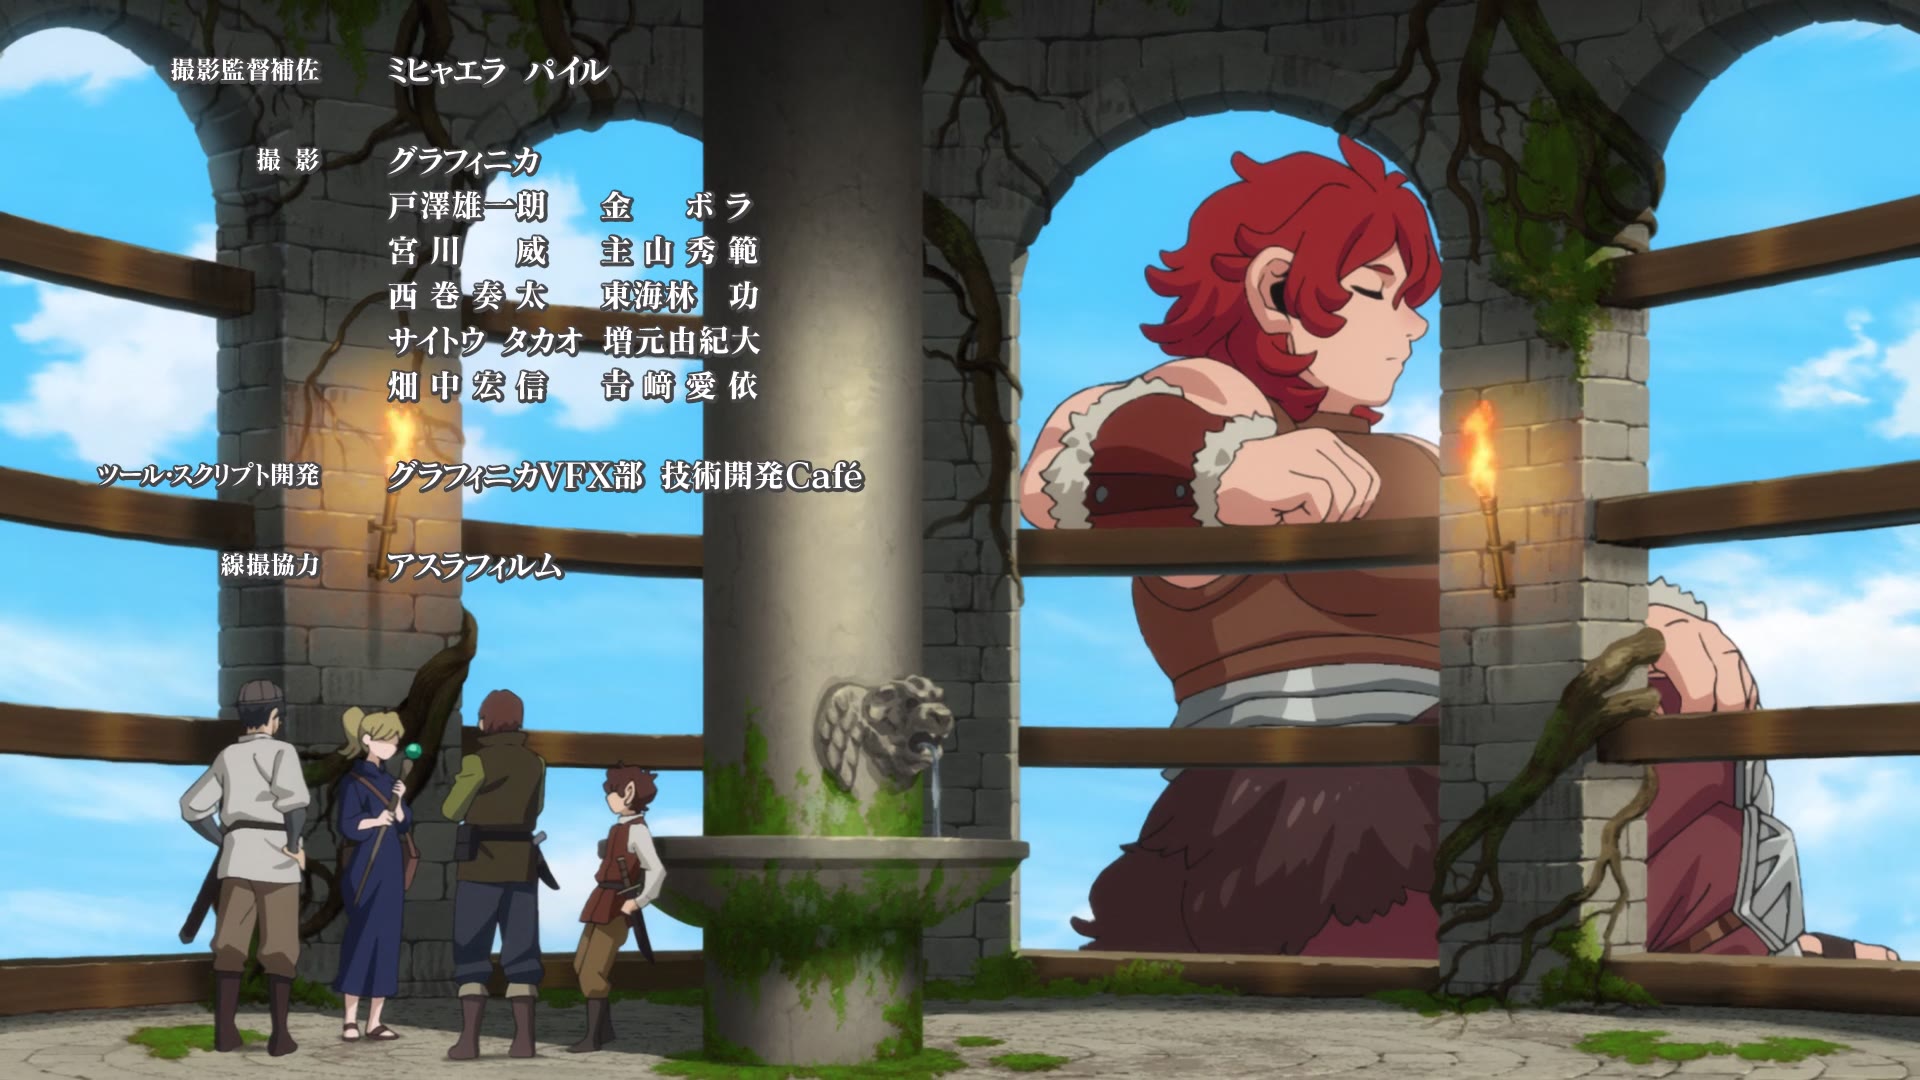 撮影監督補佐 ミヒャエラ パイル
撮影 グラフィニカ
戸澤雄一朗 金 ボラ
宮川 威 主山秀範
西巻奏太 東海林 功
サイトウ タカオ 増元由紀大
畑中宏信 𠮷﨑愛依
ツール・スクリプト開発 グラフィニカVFX部 技術開発Café
線撮協力 アスラフィルム